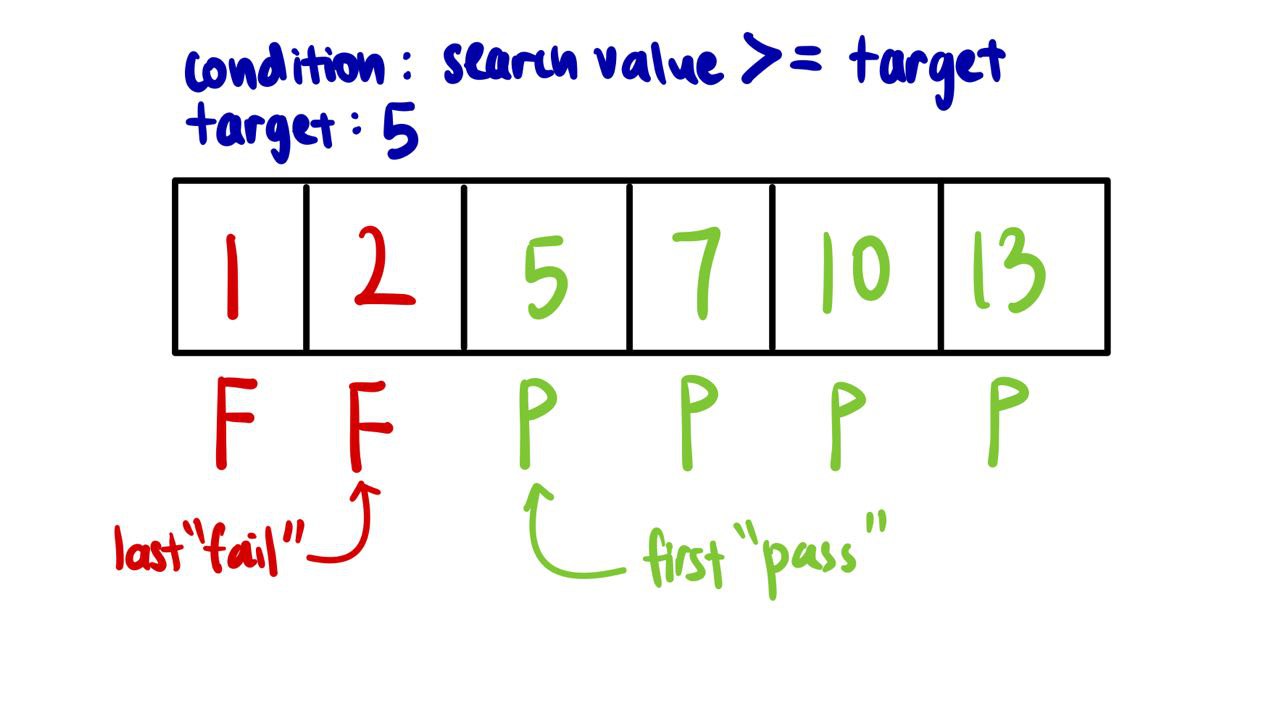 condition: search value >= target
target: 5
1 2 5 7 10 13
F F P P P P
last "fail" first "pass"